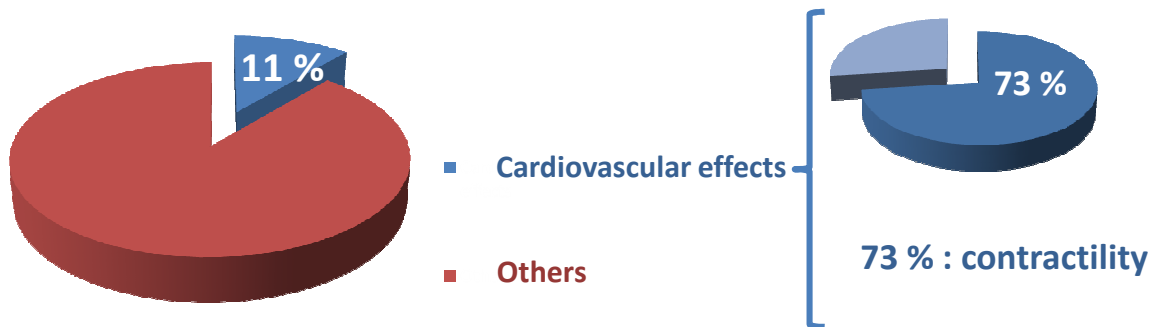 11 %
73 %
Cardiovascular effects
73 % : contractility
Others